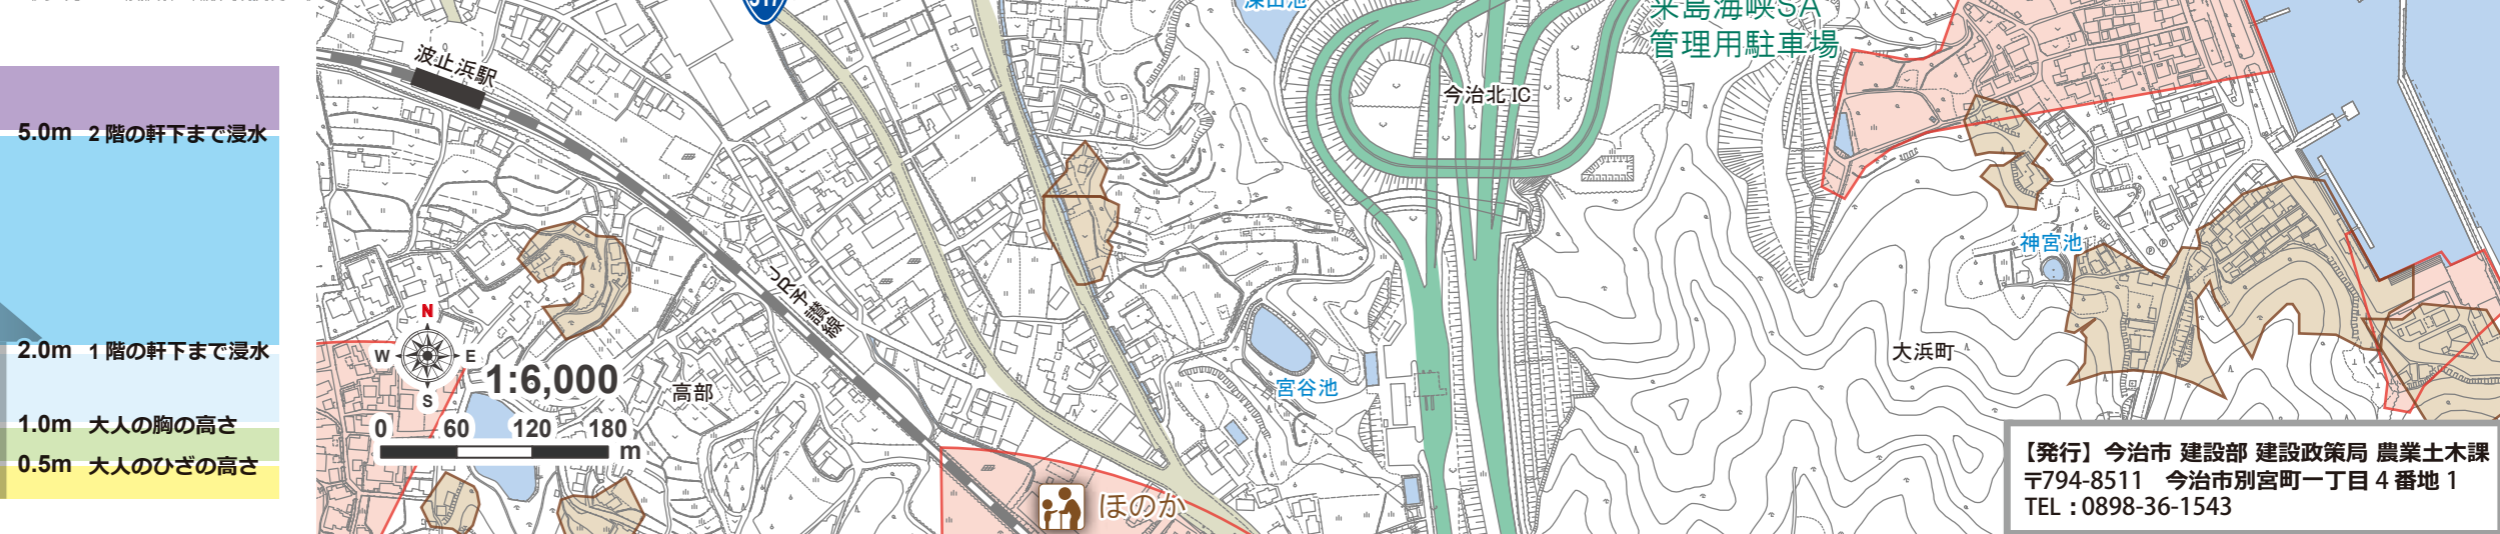 5.0m 2階の軒下まで浸水
2.0m 1階の軒下まで浸水
1.0m 大人の胸の高さ
0.5m 大人のひざの高さ
波止浜駅
317
深山池
来島海峡SA
管理用駐車場
今治北 IC
神宮池
JR予讃線
N
W
E
S
1:6,000
0 60 120 180
m
高部
宮谷池
大浜町
ほのか
【発行】今治市 建設部 建設政策局 農業土木課
〒794-8511 今治市別宮町一丁目4番地1
TEL：0898-36-1543